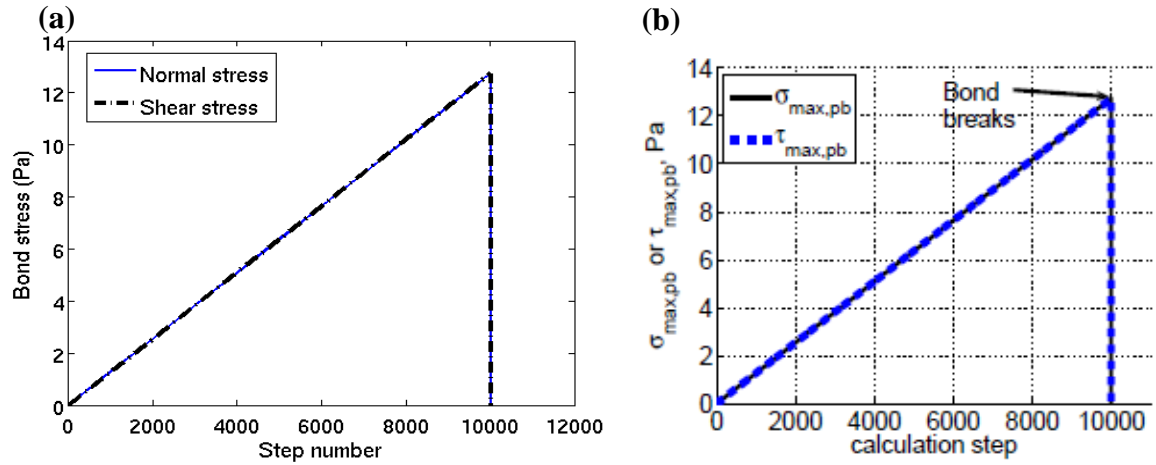 (a)
14
12
10
8
6
4
2
0
Bond stress (Pa)
Normal stress
Shear stress
0 2000 4000 6000 8000 10000 12000
Step number
(b)
14
12
10
8
6
4
2
0
σmax,pb or τmax,pb, Pa
σmax,pb
τmax,pb
Bond
breaks
0 2000 4000 6000 8000 10000
calculation step